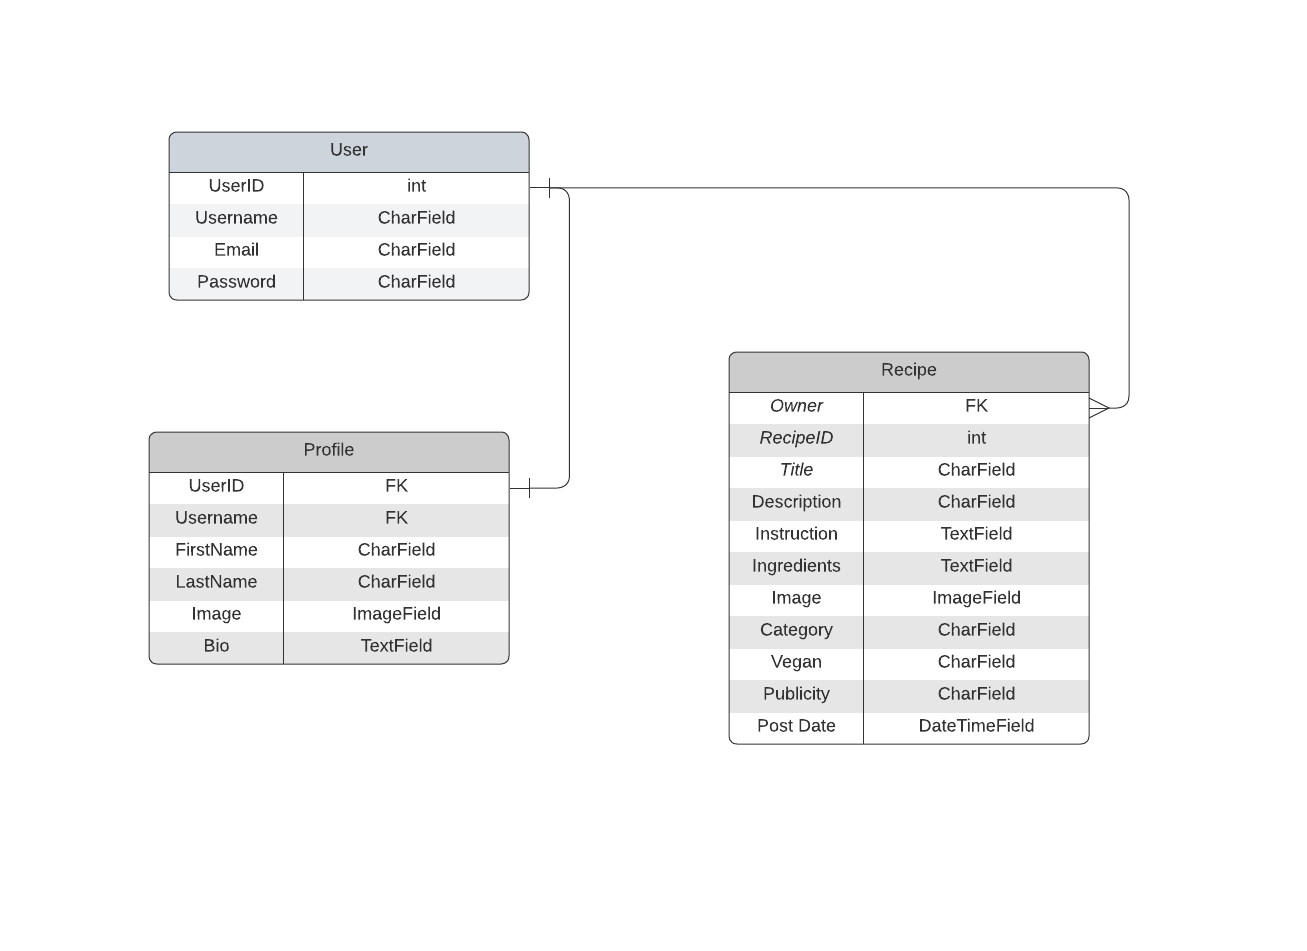 User
UserID int
Username CharField
Email CharField
Password CharField
Profile
UserID FK
Username FK
FirstName CharField
LastName CharField
Image ImageField
Bio TextField
Recipe
Owner FK
RecipeID int
Title CharField
Description CharField
Instruction TextField
Ingredients TextField
Image ImageField
Category CharField
Vegan CharField
Publicity CharField
Post Date DateTimeField